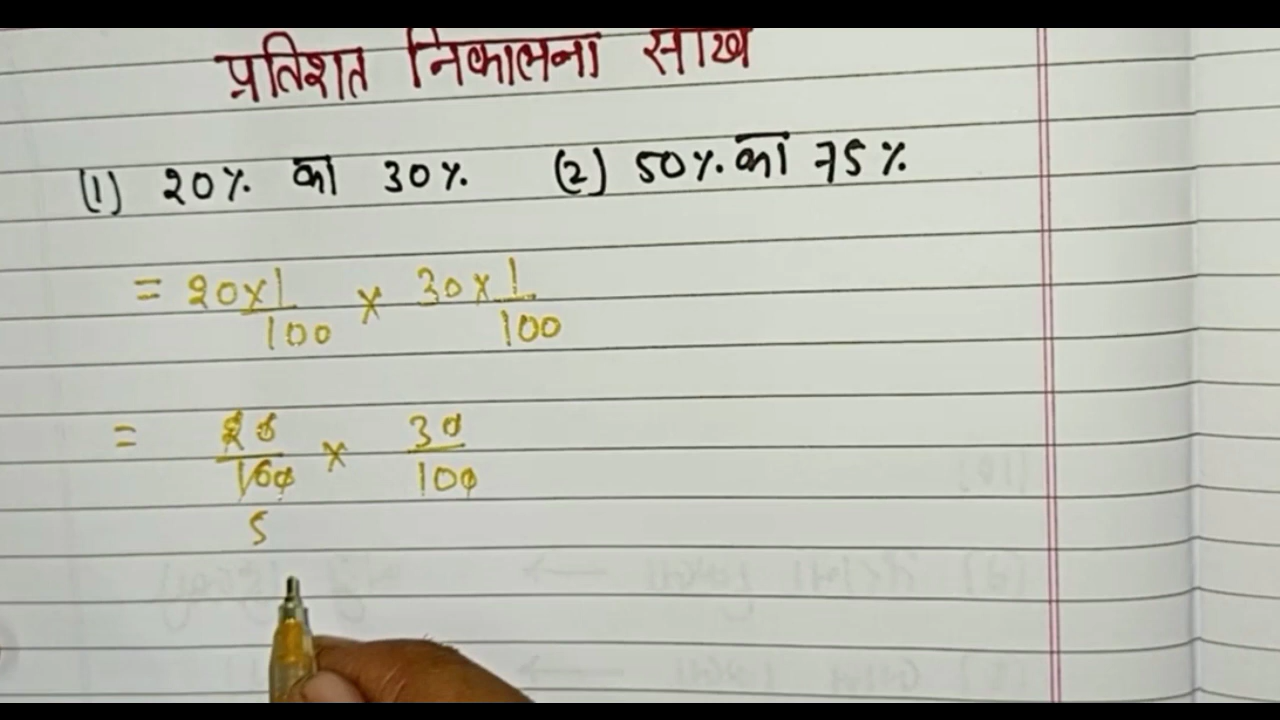 प्रतिशत निकालना साख
(1) 20% का 30% (2) 50% का 75%
= 20×1/100 × 30×1/100
= 20/100 × 30/100
5